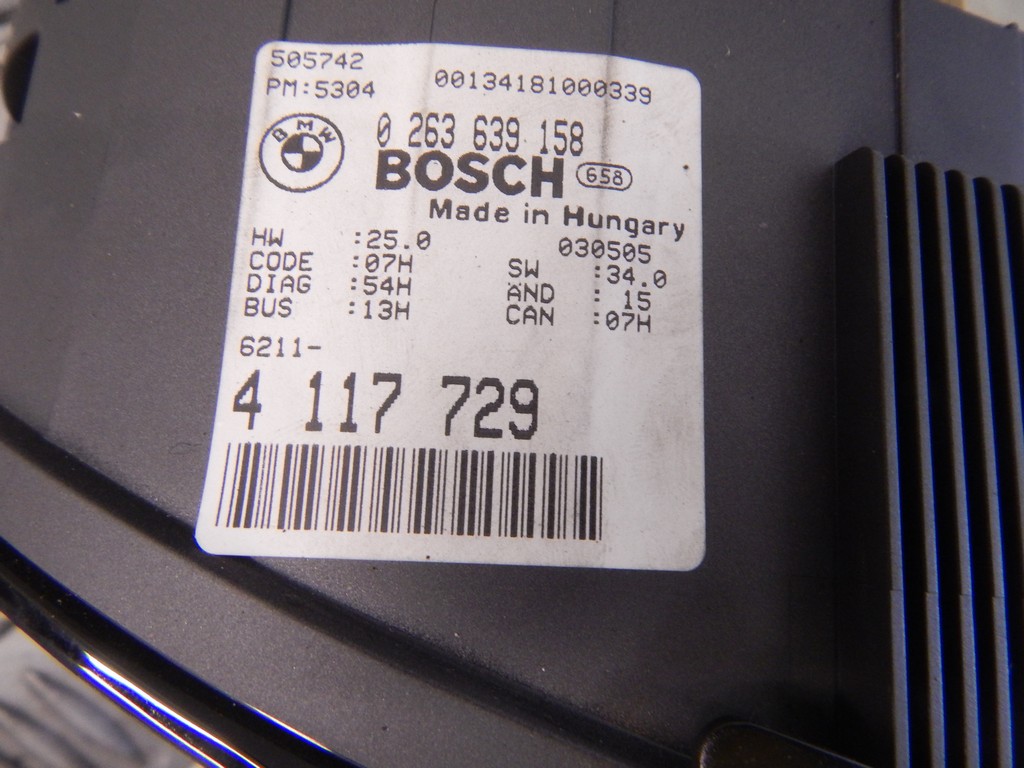 505742
PM:5304 00134181000339
BMW 0 263 639 158
BOSCH 658
Made in Hungary
HW :25.0 030505
CODE :07H SW :34.0
DIAG :54H AND : 15
BUS :13H CAN :07H
6211-
4 117 729